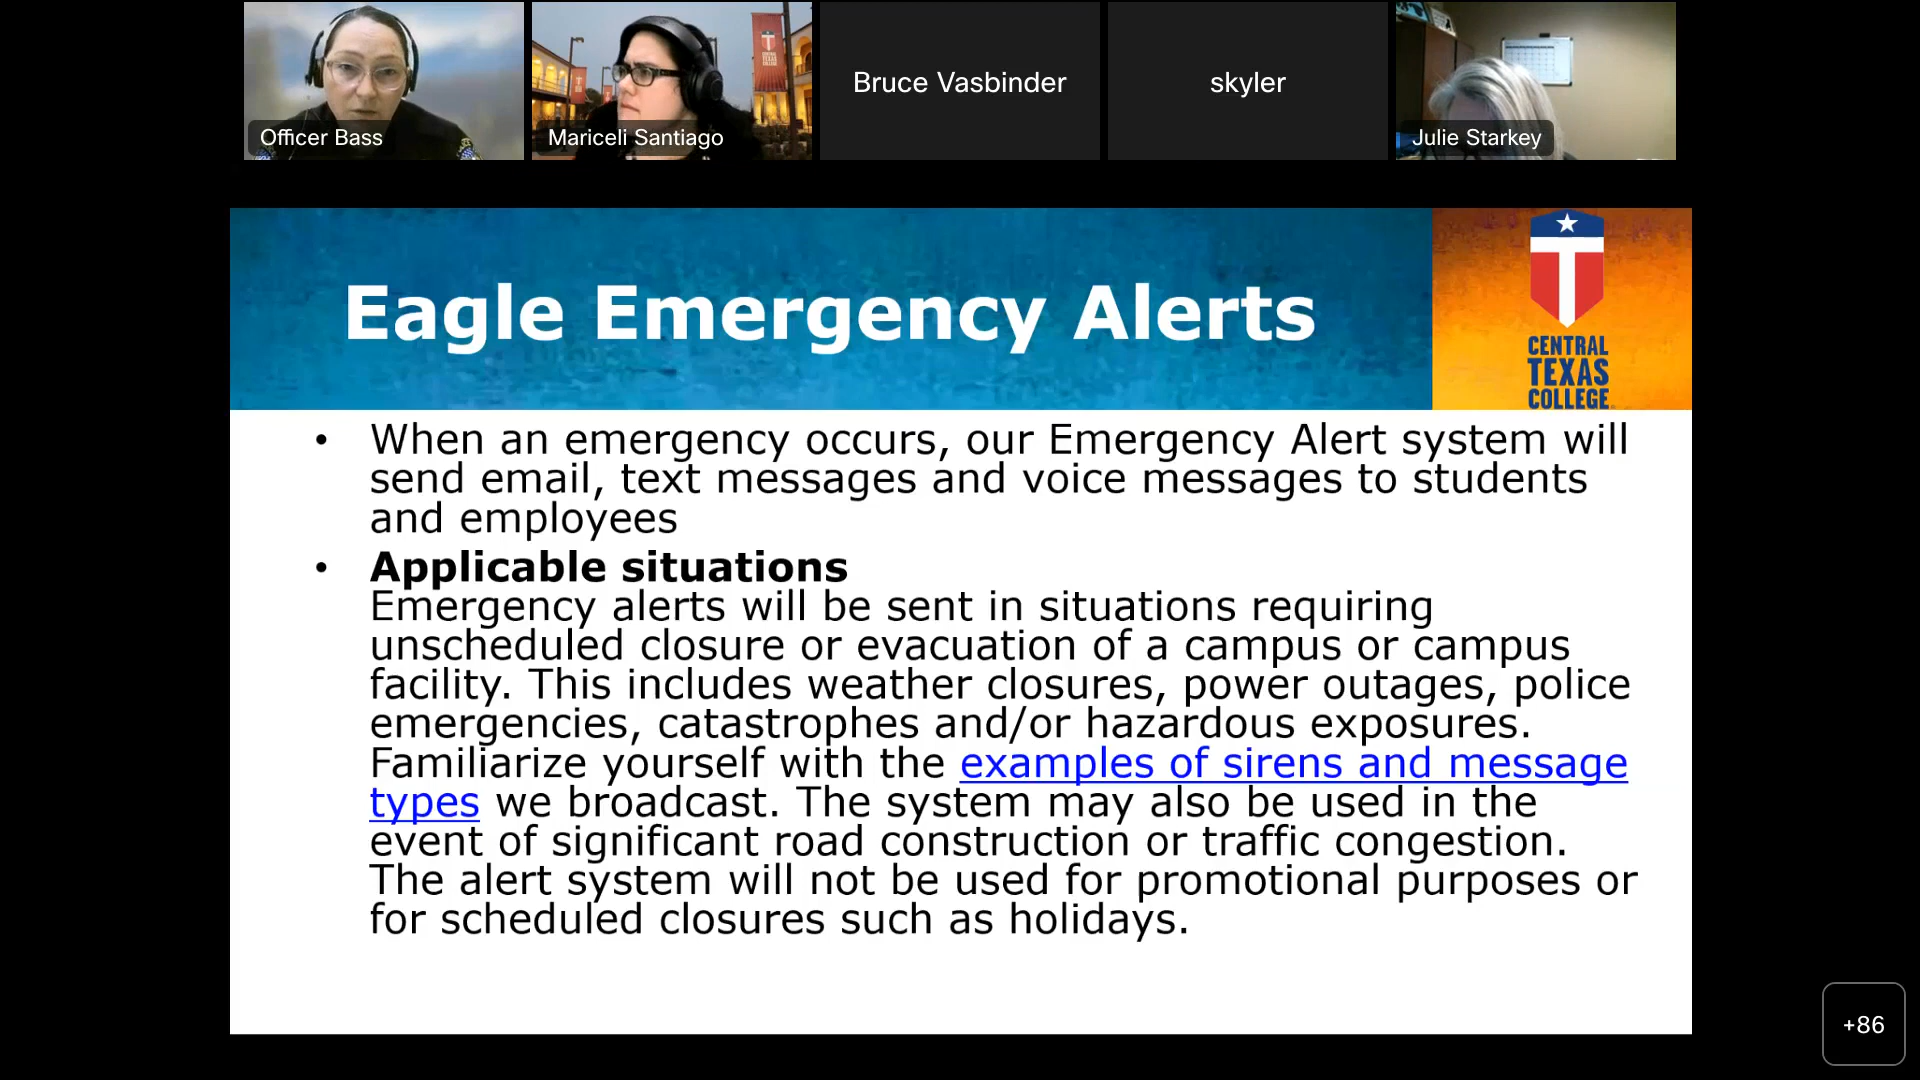 Officer Bass
Mariceli Santiago
Bruce Vasbinder
skyler
Julie Starkey
Eagle Emergency Alerts
CENTRAL
TEXAS
COLLEGE
• When an emergency occurs, our Emergency Alert system will
send email, text messages and voice messages to students
and employees
• Applicable situations
Emergency alerts will be sent in situations requiring
unscheduled closure or evacuation of a campus or campus
facility. This includes weather closures, power outages, police
emergencies, catastrophes and/or hazardous exposures.
Familiarize yourself with the examples of sirens and message
types we broadcast. The system may also be used in the
event of significant road construction or traffic congestion.
The alert system will not be used for promotional purposes or
for scheduled closures such as holidays.
+86